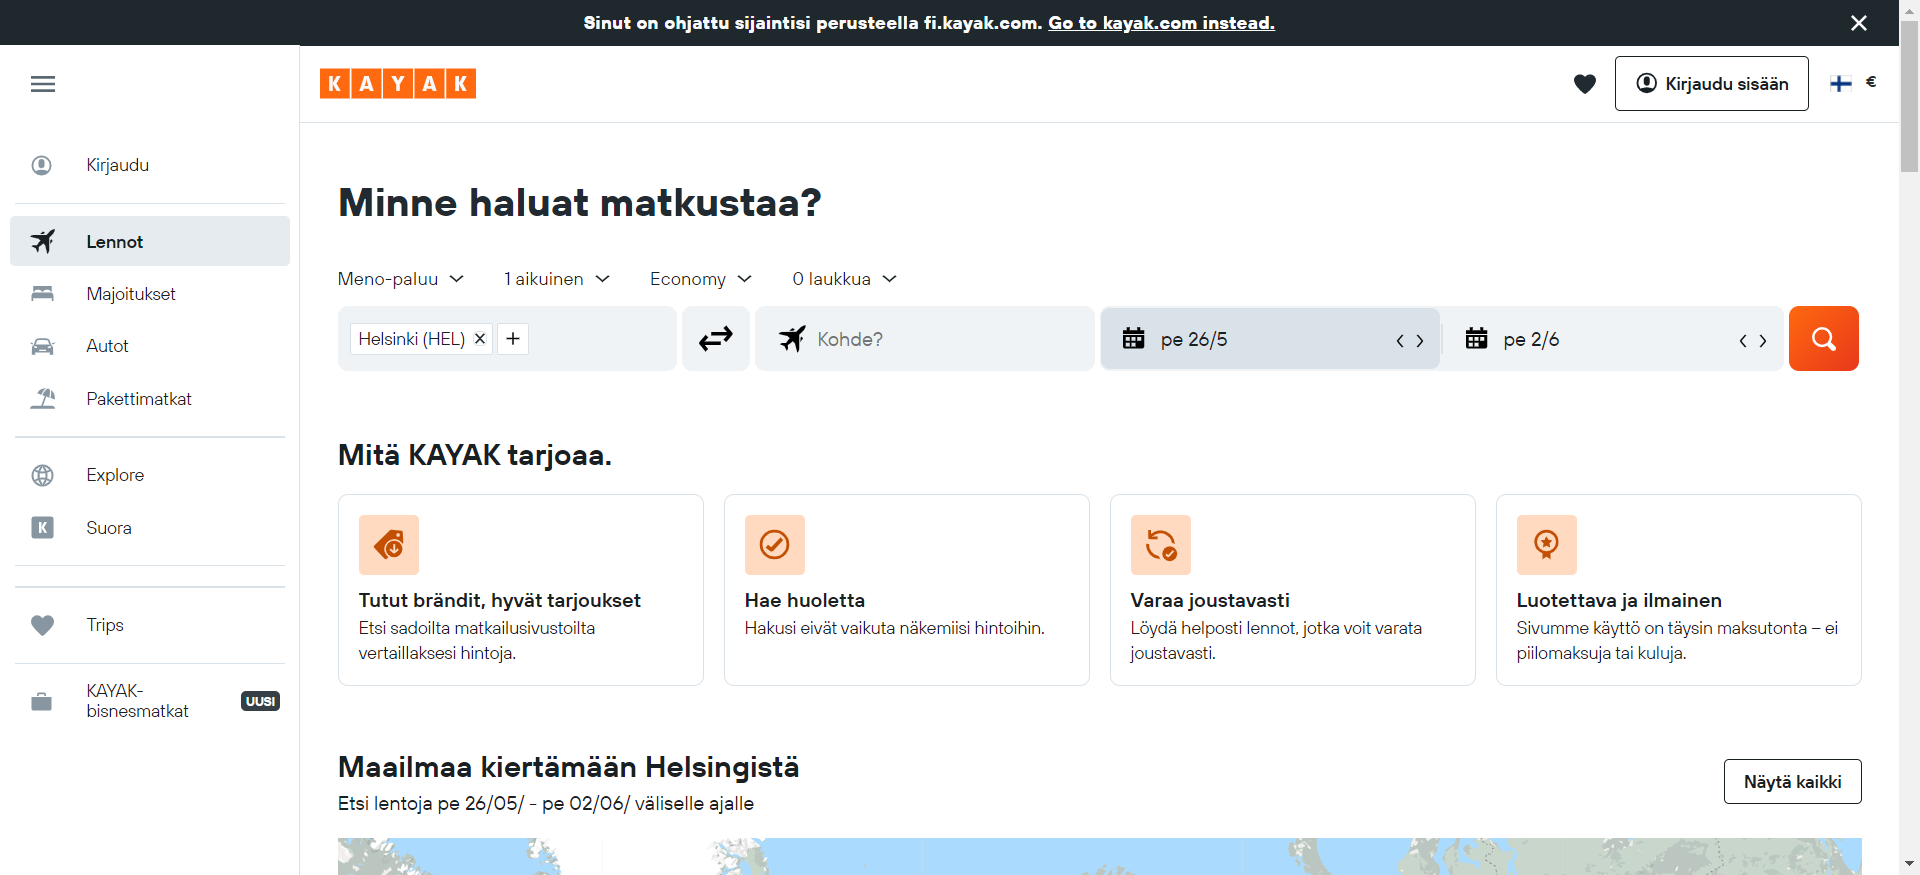 Sinut on ohjattu sijaintisi perusteella fi.kayak.com. Go to kayak.com instead.
KAYAK
Kirjaudu sisään
€
Kirjaudu
Lennot
Majoitukset
Autot
Pakettimatkat
Explore
K
Suora
Trips
KAYAK-
bisnesmatkat
UUSI
Minne haluat matkustaa?
Meno-paluu
1 aikuinen
Economy
0 laukkua
Helsinki (HEL)
Kohde?
pe 26/5
pe 2/6
Mitä KAYAK tarjoaa.
Tutut brändit, hyvät tarjoukset
Etsi sadoilta matkailusivustoilta
vertaillaksesi hintoja.
Hae huoletta
Hakusi eivät vaikuta näkemiisi hintoihin.
Varaa joustavasti
Löydä helposti lennot, jotka voit varata
joustavasti.
Luotettava ja ilmainen
Sivumme käyttö on täysin maksutonta – ei
piilomaksuja tai kuluja.
Maailmaa kiertämään Helsingistä
Etsi lentoja pe 26/05/ - pe 02/06/ väliselle ajalle
Näytä kaikki